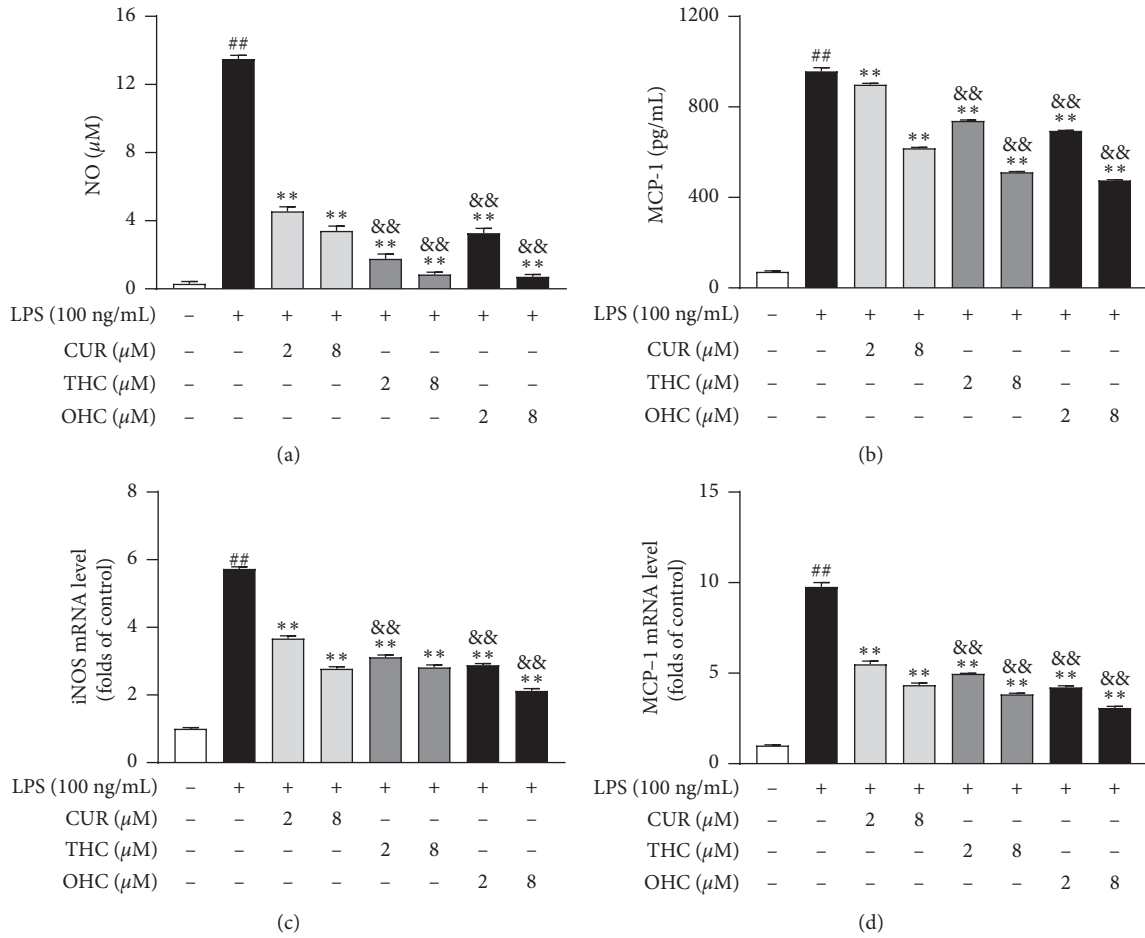 16
12
8
4
0
NO (μM)
##
**
**
&&
**
&&
**
&&
**
&&
**
LPS (100 ng/mL) – + + + + + + +
CUR (μM) – – 2 8 – – – –
THC (μM) – – – – 2 8 – –
OHC (μM) – – – – – – 2 8
(a)
1200
800
400
0
MCP-1 (pg/mL)
##
**
**
&&
**
&&
**
&&
**
&&
**
LPS (100 ng/mL) – + + + + + + +
CUR (μM) – – 2 8 – – – –
THC (μM) – – – – 2 8 – –
OHC (μM) – – – – – – 2 8
(b)
8
6
4
2
0
iNOS mRNA level
(folds of control)
##
**
**
&&
**
**
&&
**
&&
**
LPS (100 ng/mL) – + + + + + + +
CUR (μM) – – 2 8 – – – –
THC (μM) – – – – 2 8 – –
OHC (μM) – – – – – – 2 8
(c)
15
10
5
0
MCP–1 mRNA level
(folds of control)
##
**
**
&&
**
&&
**
&&
**
&&
**
LPS (100 ng/mL) – + + + + + + +
CUR (μM) – – 2 8 – – – –
THC (μM) – – – – 2 8 – –
OHC (μM) – – – – – – 2 8
(d)